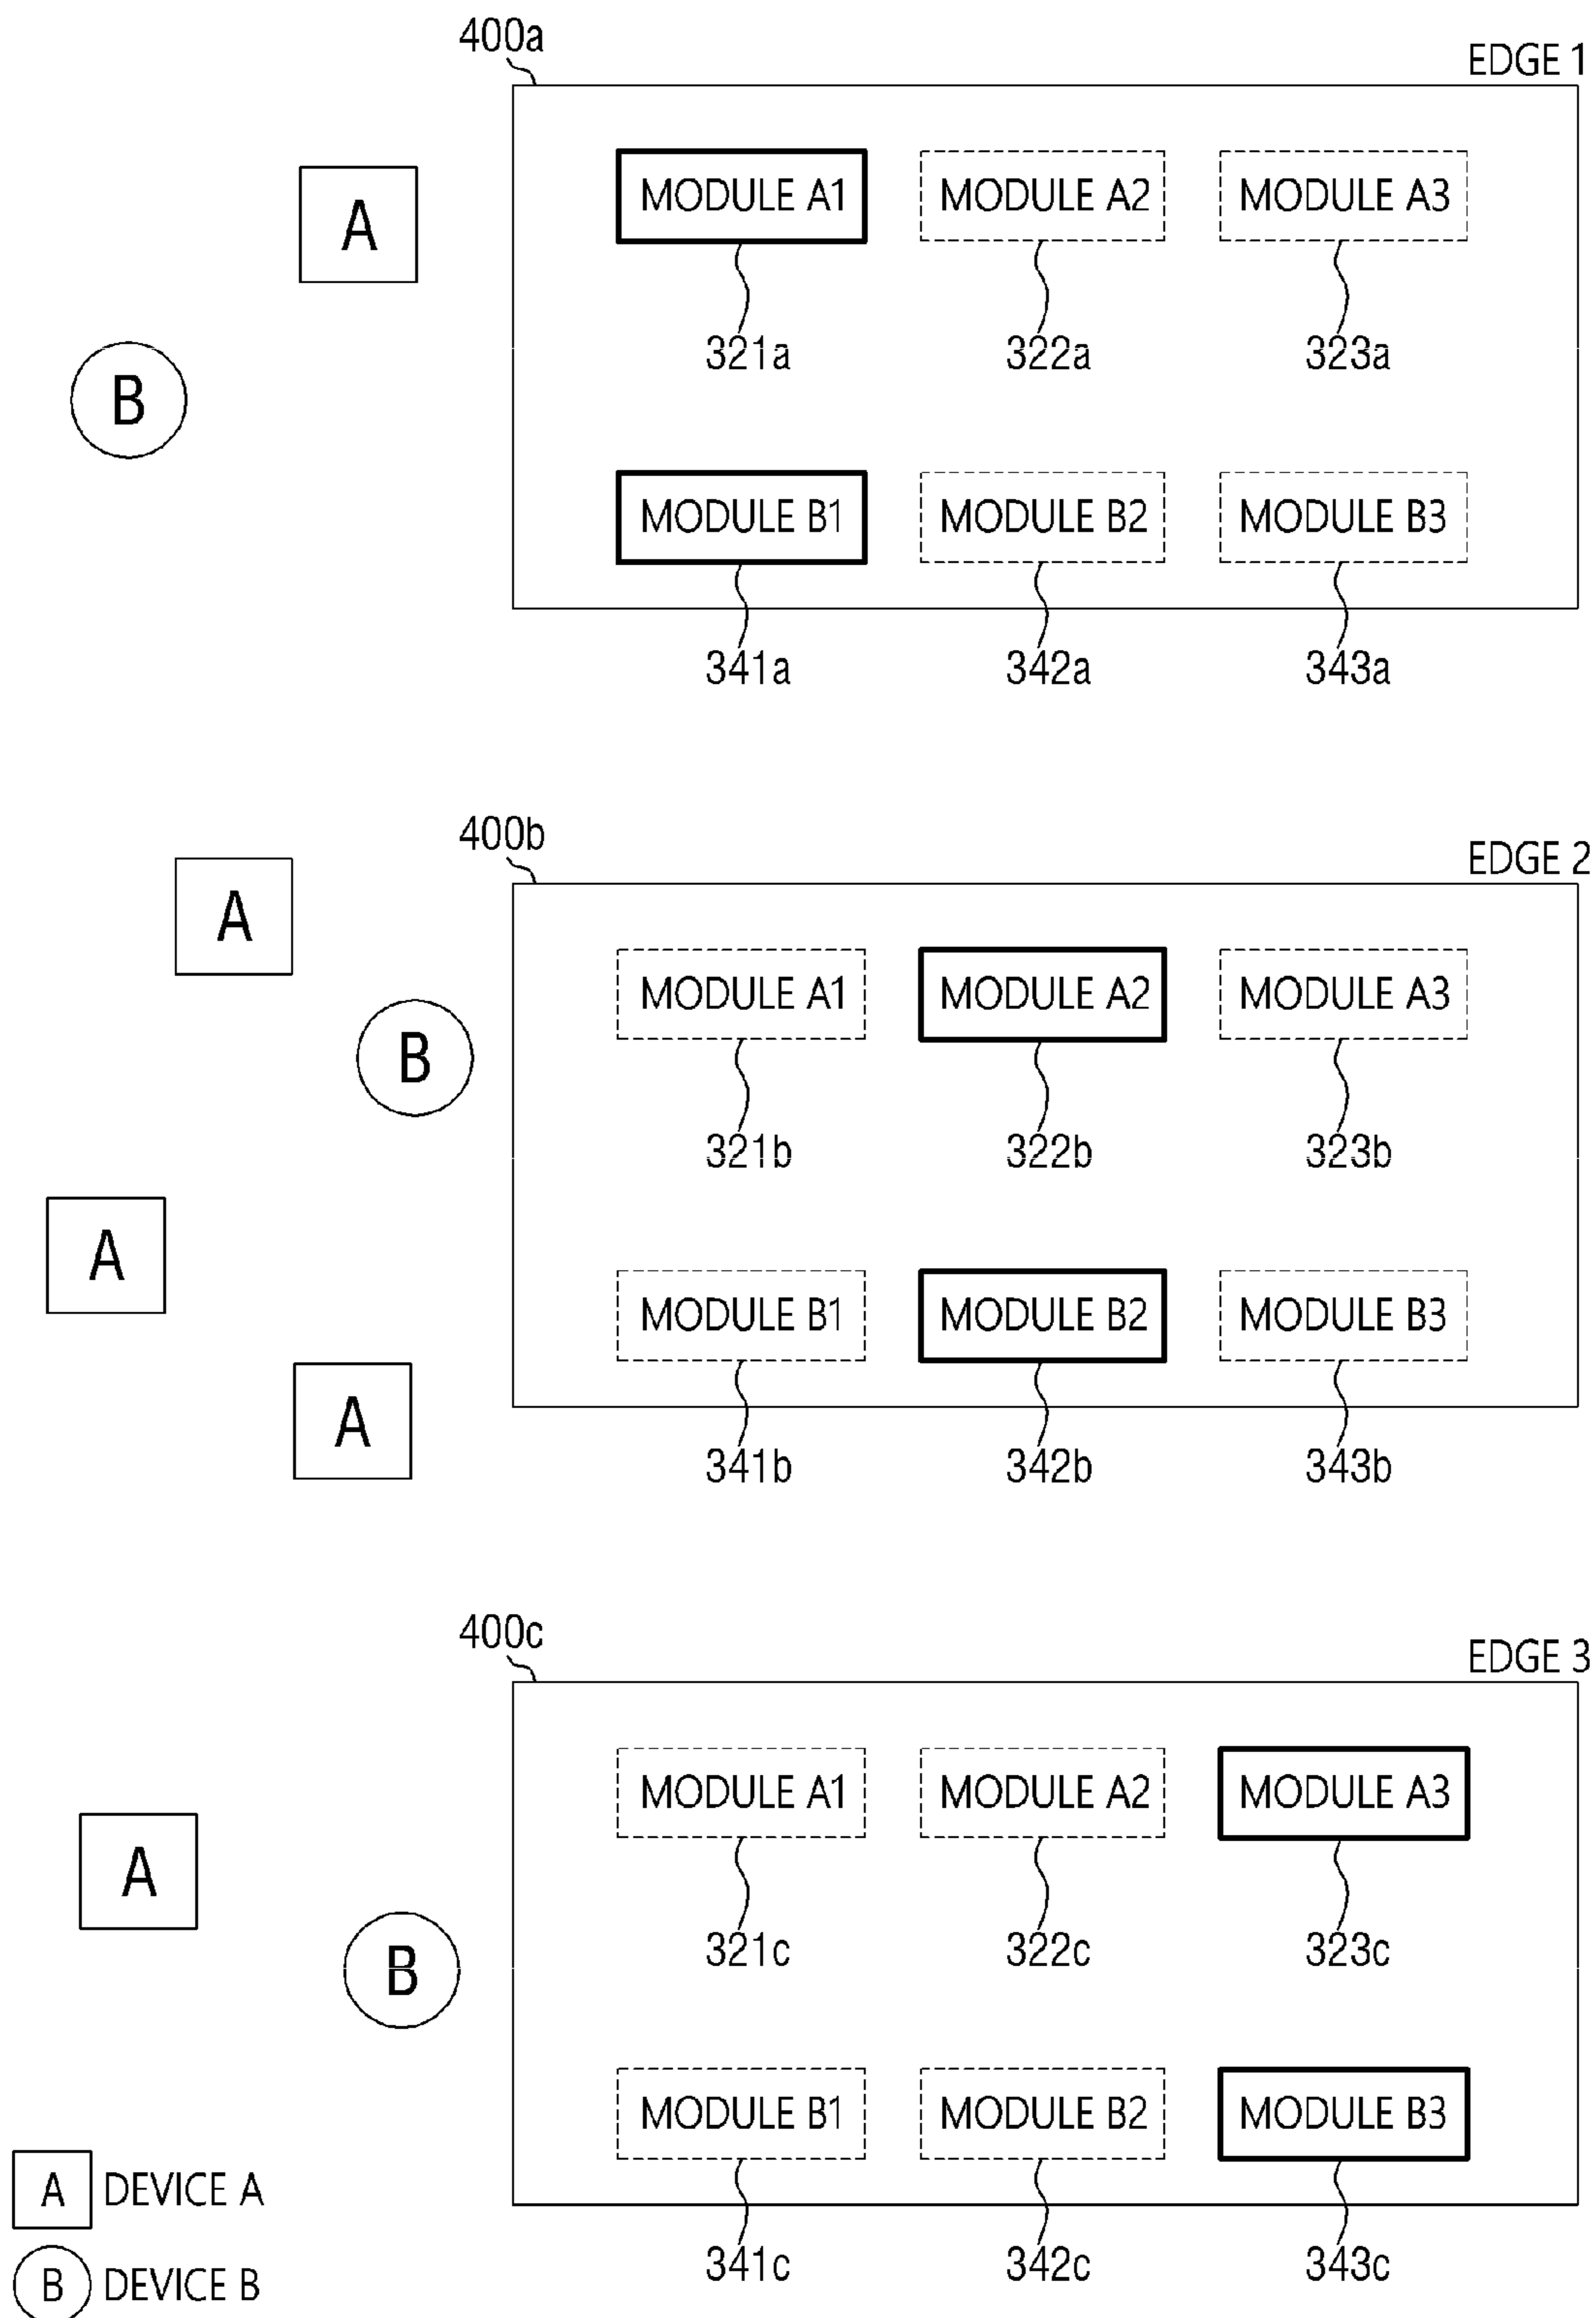 400a
EDGE 1
A
MODULE A1 MODULE A2 MODULE A3
321a 322a 323a
B
MODULE B1 MODULE B2 MODULE B3
341a 342a 343a
400b
EDGE 2
A
MODULE A1 MODULE A2 MODULE A3
B
321b 322b 323b
A
MODULE B1 MODULE B2 MODULE B3
A
341b 342b 343b
400c
EDGE 3
MODULE A1 MODULE A2 MODULE A3
A
321c 322c 323c
B
MODULE B1 MODULE B2 MODULE B3
341c 342c 343c
A DEVICE A
B DEVICE B